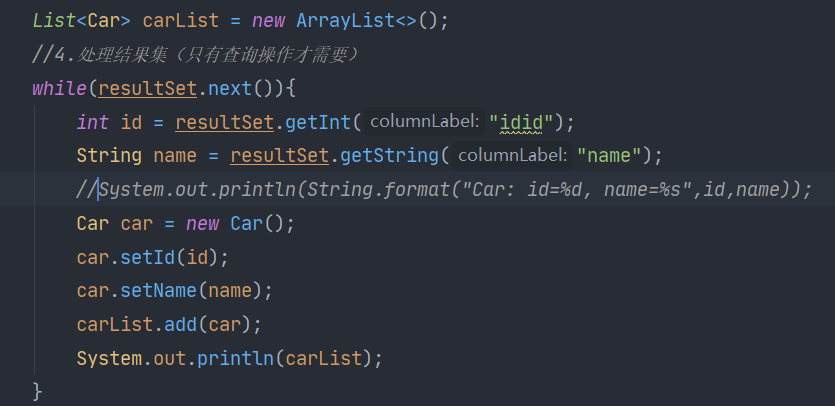 List<Car> carList = new ArrayList<>();
//4.处理结果集（只有查询操作才需要）
while(resultSet.next()){
int id = resultSet.getInt( columnLabel: "idid");
String name = resultSet.getString( columnLabel: "name");
//System.out.println(String.format("Car: id=%d, name=%s",id,name));
Car car = new Car();
car.setId(id);
car.setName(name);
carList.add(car);
System.out.println(carList);
}